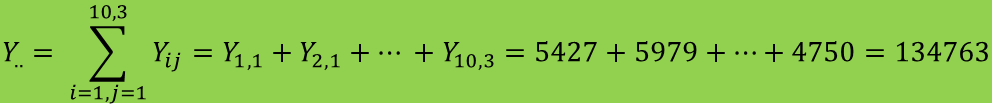 Y.. = ∑_{i=1,j=1}^{10,3} Y_{ij} = Y_{1,1} + Y_{2,1} + ⋯ + Y_{10,3} = 5427 + 5979 + ⋯ + 4750 = 134763